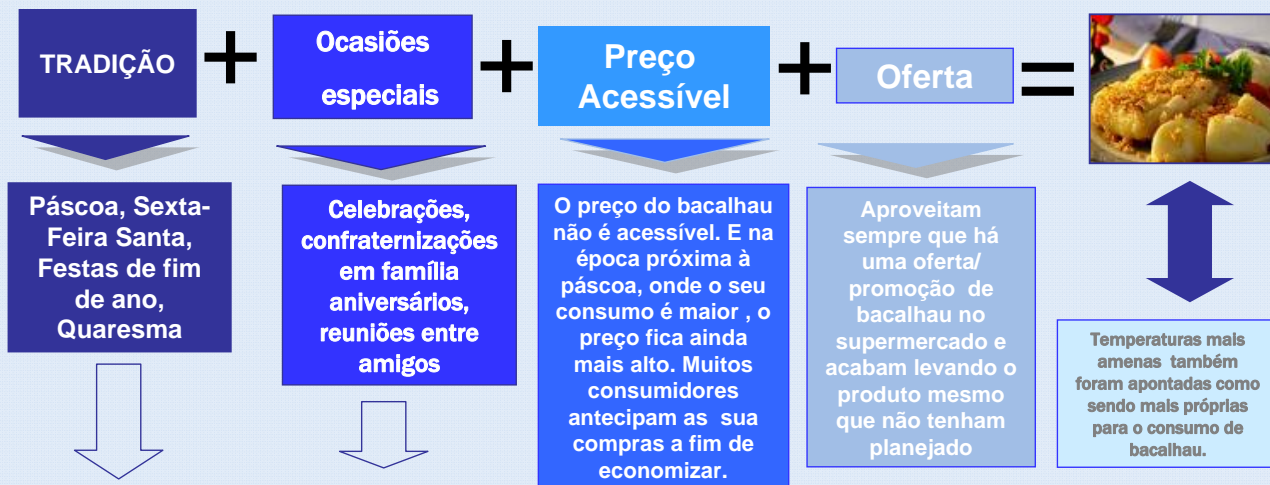 TRADIÇÃO
+
Ocasiões
especiais
+
Preço
Acessível
+
Oferta
=
Páscoa, Sexta-
Feira Santa,
Festas de fim
de ano,
Quaresma
Celebrações,
confraternizações
em família
aniversários,
reuniões entre
amigos
O preço do bacalhau
não é acessível. E na
época próxima à
páscoa, onde o seu
consumo é maior , o
preço fica ainda
mais alto. Muitos
consumidores
antecipam as sua
compras a fim de
economizar.
Aproveitam
sempre que há
uma oferta/
promoção de
bacalhau no
supermercado e
acabam levando o
produto mesmo
que não tenham
planejado
Temperaturas mais
amenas também
foram apontadas como
sendo mais próprias
para o consumo de
bacalhau.